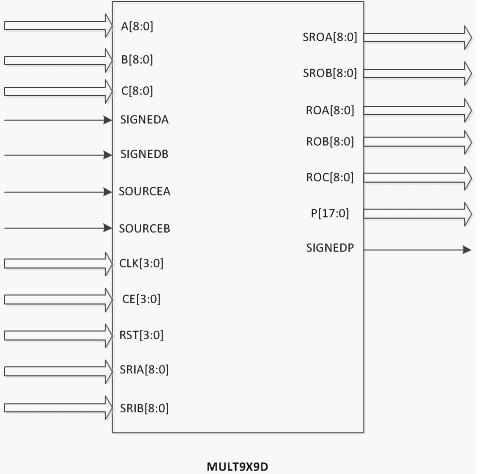 A[8:0]
B[8:0]
C[8:0]
SIGNEDA
SIGNEDB
SOURCEA
SOURCEB
CLK[3:0]
CE[3:0]
RST[3:0]
SRIA[8:0]
SRIB[8:0]
SROA[8:0]
SROB[8:0]
ROA[8:0]
ROB[8:0]
ROC[8:0]
P[17:0]
SIGNEDP
MULT9X9D